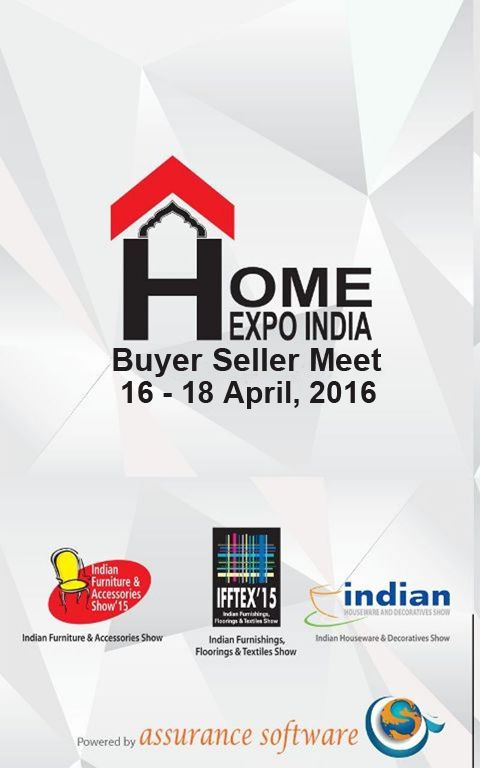 HOME
EXPO INDIA
Buyer Seller Meet
16 - 18 April, 2016
Indian
Furniture &
Accessories
Show'15
Indian Furniture & Accessories Show
IFFTEX'15
Indian Furnishings,
Floorings & Textiles Show
Indian Furnishings,
Floorings & Textiles Show
indian
HOUSEWARE AND DECORATIVES SHOW
Indian Houseware & Decoratives Show
Powered by assurance software